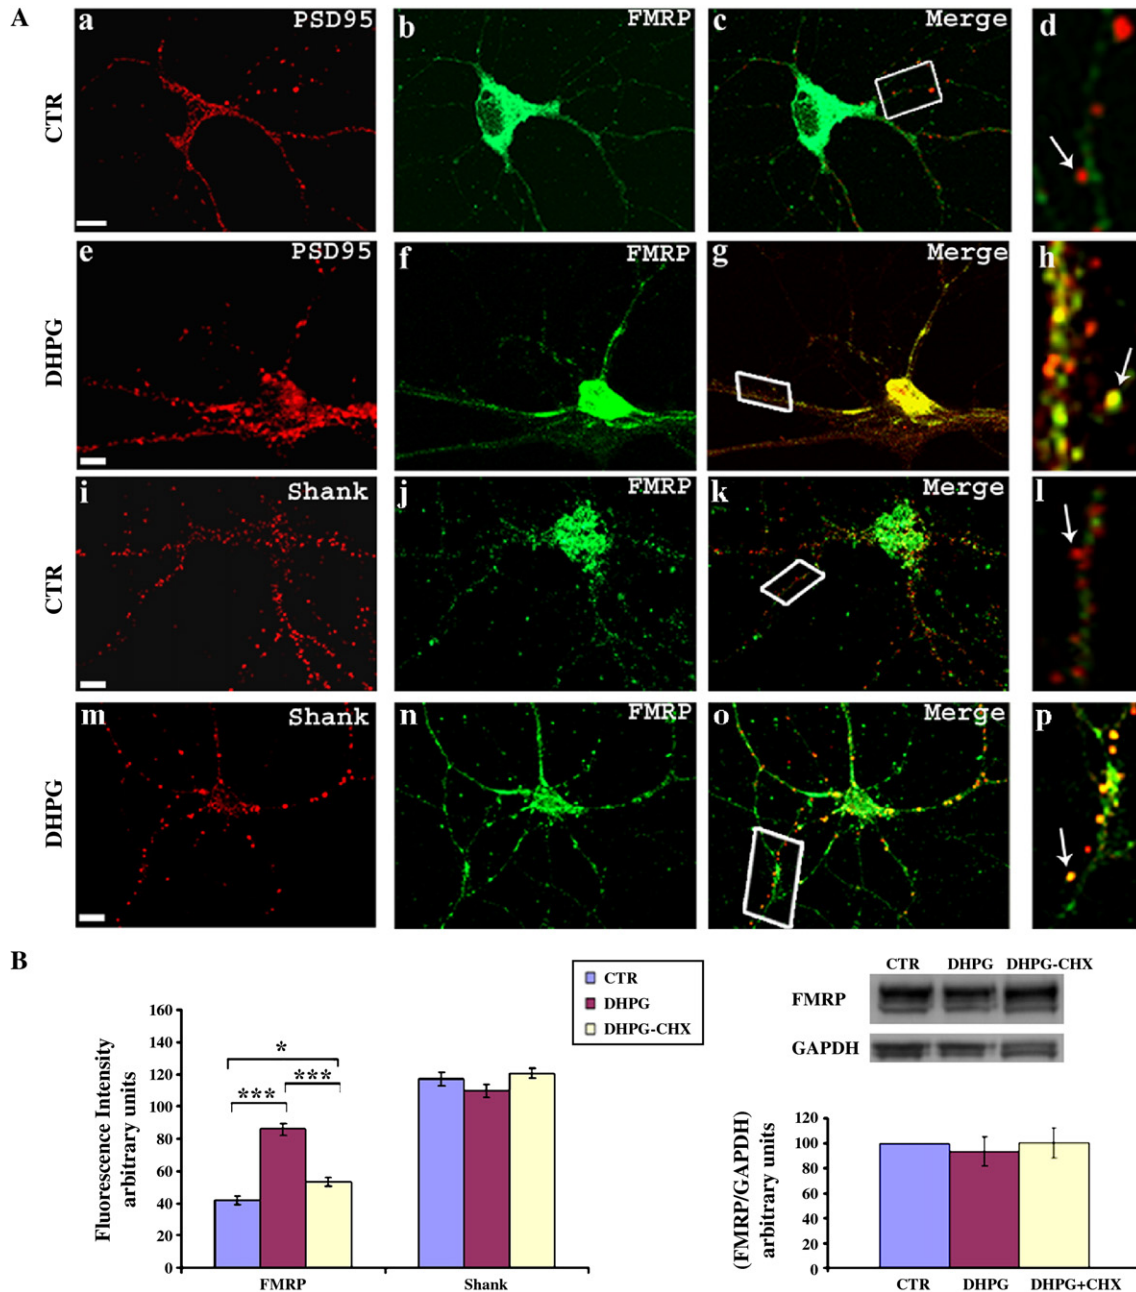 A
a PSD95 b FMRP c Merge d
CTR
e PSD95 f FMRP g Merge h
DHPG
i Shank j FMRP k Merge l
CTR
m Shank n FMRP o Merge p
DHPG
B
CTR
DHPG
DHPG-CHX
Fluorescence Intensity
arbitrary units
160
140
120
100
80
60
40
20
0
*
*** ***
FMRP Shank
CTR DHPG DHPG-CHX
FMRP
GAPDH
(FMRP/GAPDH)
arbitrary units
120
100
80
60
40
20
0
CTR DHPG DHPG+CHX